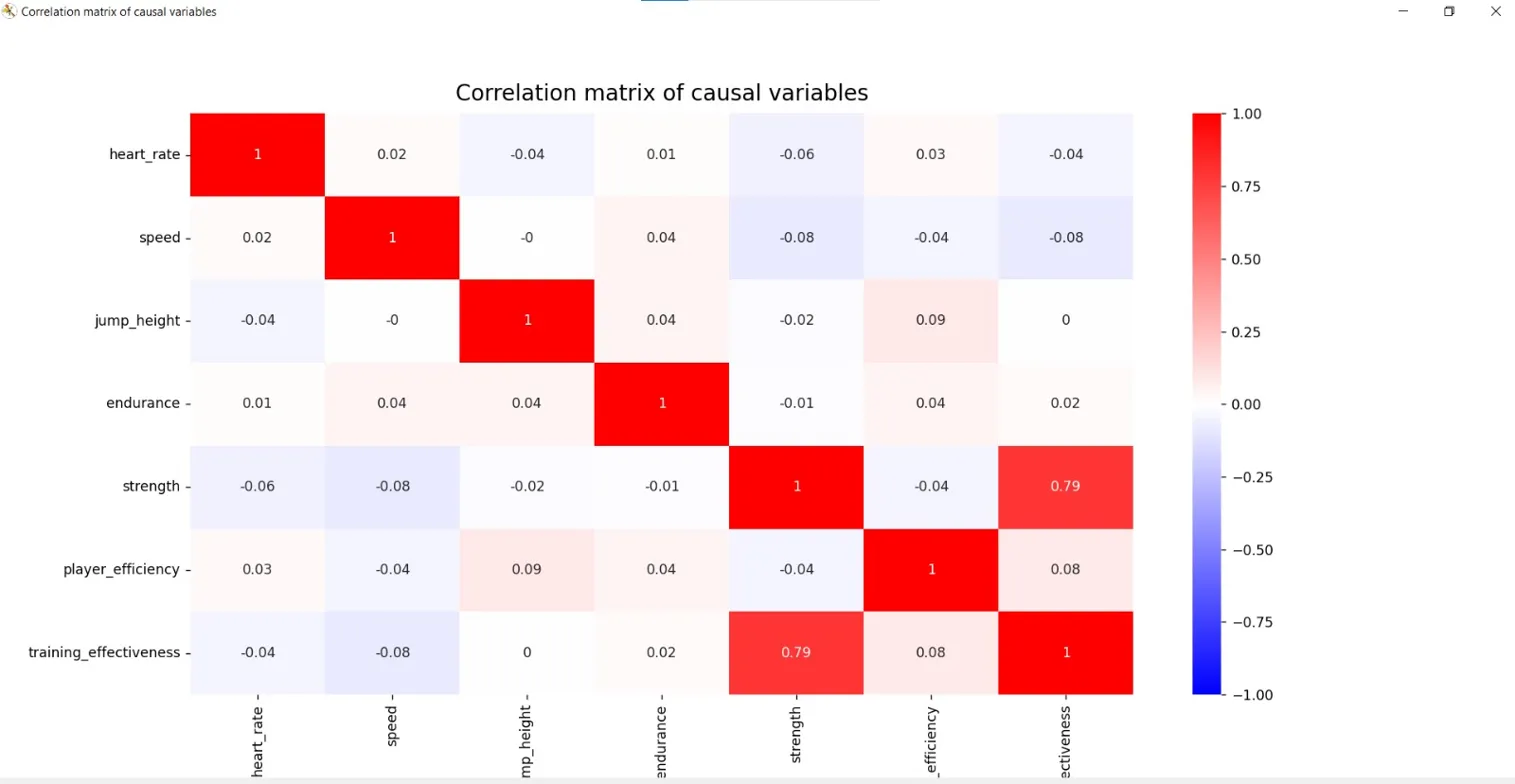 Correlation matrix of causal variables
Correlation matrix of causal variables
heart_rate 1 0.02 -0.04 0.01 -0.06 0.03 -0.04
speed 0.02 1 -0 0.04 -0.08 -0.04 -0.08
jump_height -0.04 -0 1 0.04 -0.02 0.09 0
endurance 0.01 0.04 0.04 1 -0.01 0.04 0.02
strength -0.06 -0.08 -0.02 -0.01 1 -0.04 0.79
player_efficiency 0.03 -0.04 0.09 0.04 -0.04 1 0.08
training_effectiveness -0.04 -0.08 0 0.02 0.79 0.08 1
heart_rate
speed
mp_height
endurance
strength
_efficiency
ectiveness
1.00
0.75
0.50
0.25
0.00
−0.25
−0.50
−0.75
−1.00